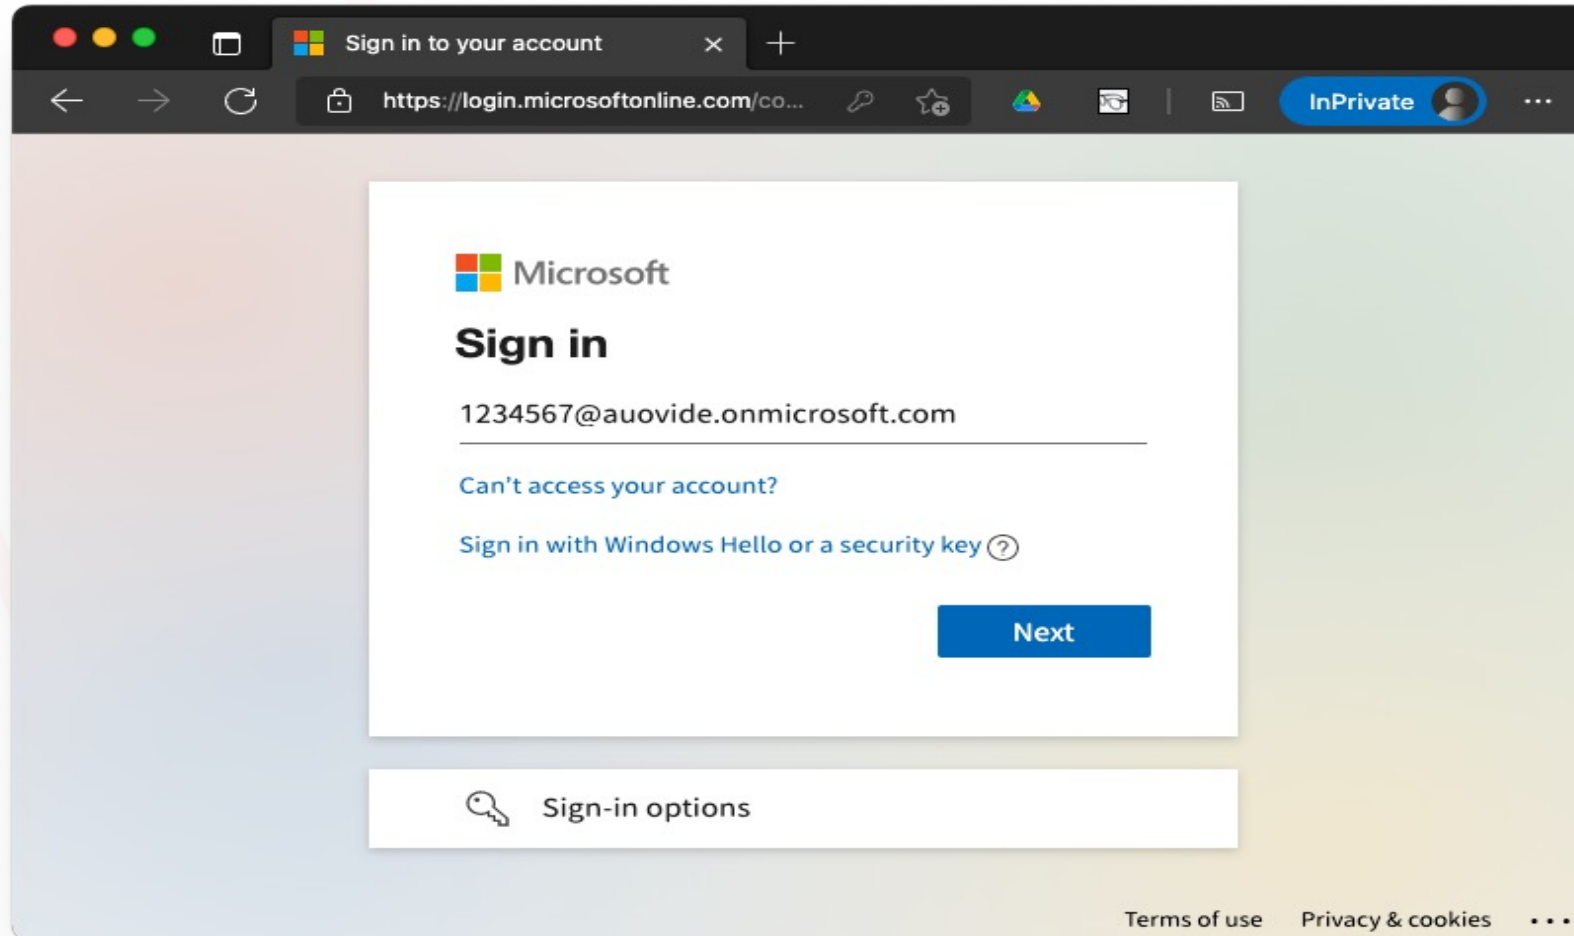 Sign in to your account
https://login.microsoftonline.com/co...
InPrivate
Microsoft
Sign in
1234567@auovide.onmicrosoft.com
Can't access your account?
Sign in with Windows Hello or a security key
Next
Sign-in options
Terms of use Privacy & cookies